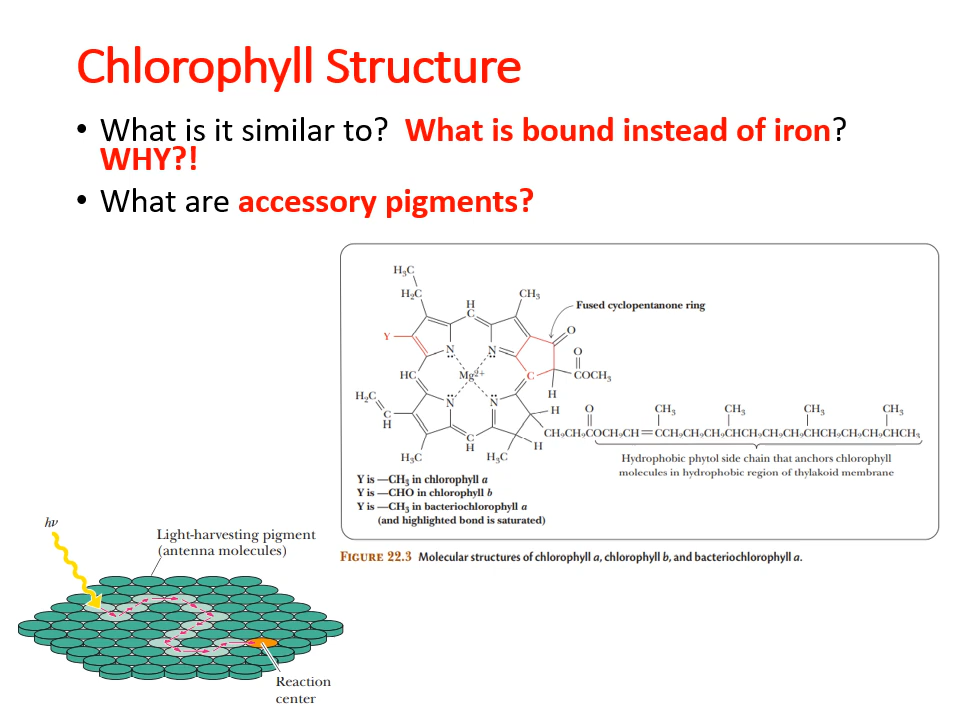 Chlorophyll Structure
• What is it similar to?  What is bound instead of iron?
WHY?!
• What are accessory pigments?
H₃C
H₂C
H
C
CH₃
Fused cyclopentanone ring
Y
O
N
N
O
HC
Mg²⁺
C
COCH₃
H₂C
H
C
H
N
N
H
O
CH₃
CH₃
CH₃
CH₃
CH₂CH₂COCH₂CH=CCH₂CH₂CH₂CHCH₂CH₂CH₂CHCH₂CH₂CH₂CHCH₃
C
H
H
H₃C
H₃C
Hydrophobic phytol side chain that anchors chlorophyll
molecules in hydrophobic region of thylakoid membrane
Y is —CH₃ in chlorophyll a
Y is —CHO in chlorophyll b
Y is —CH₃ in bacteriochlorophyll a
(and highlighted bond is saturated)
FIGURE 22.3 Molecular structures of chlorophyll a, chlorophyll b, and bacteriochlorophyll a.
hν
Light-harvesting pigment
(antenna molecules)
Reaction
center